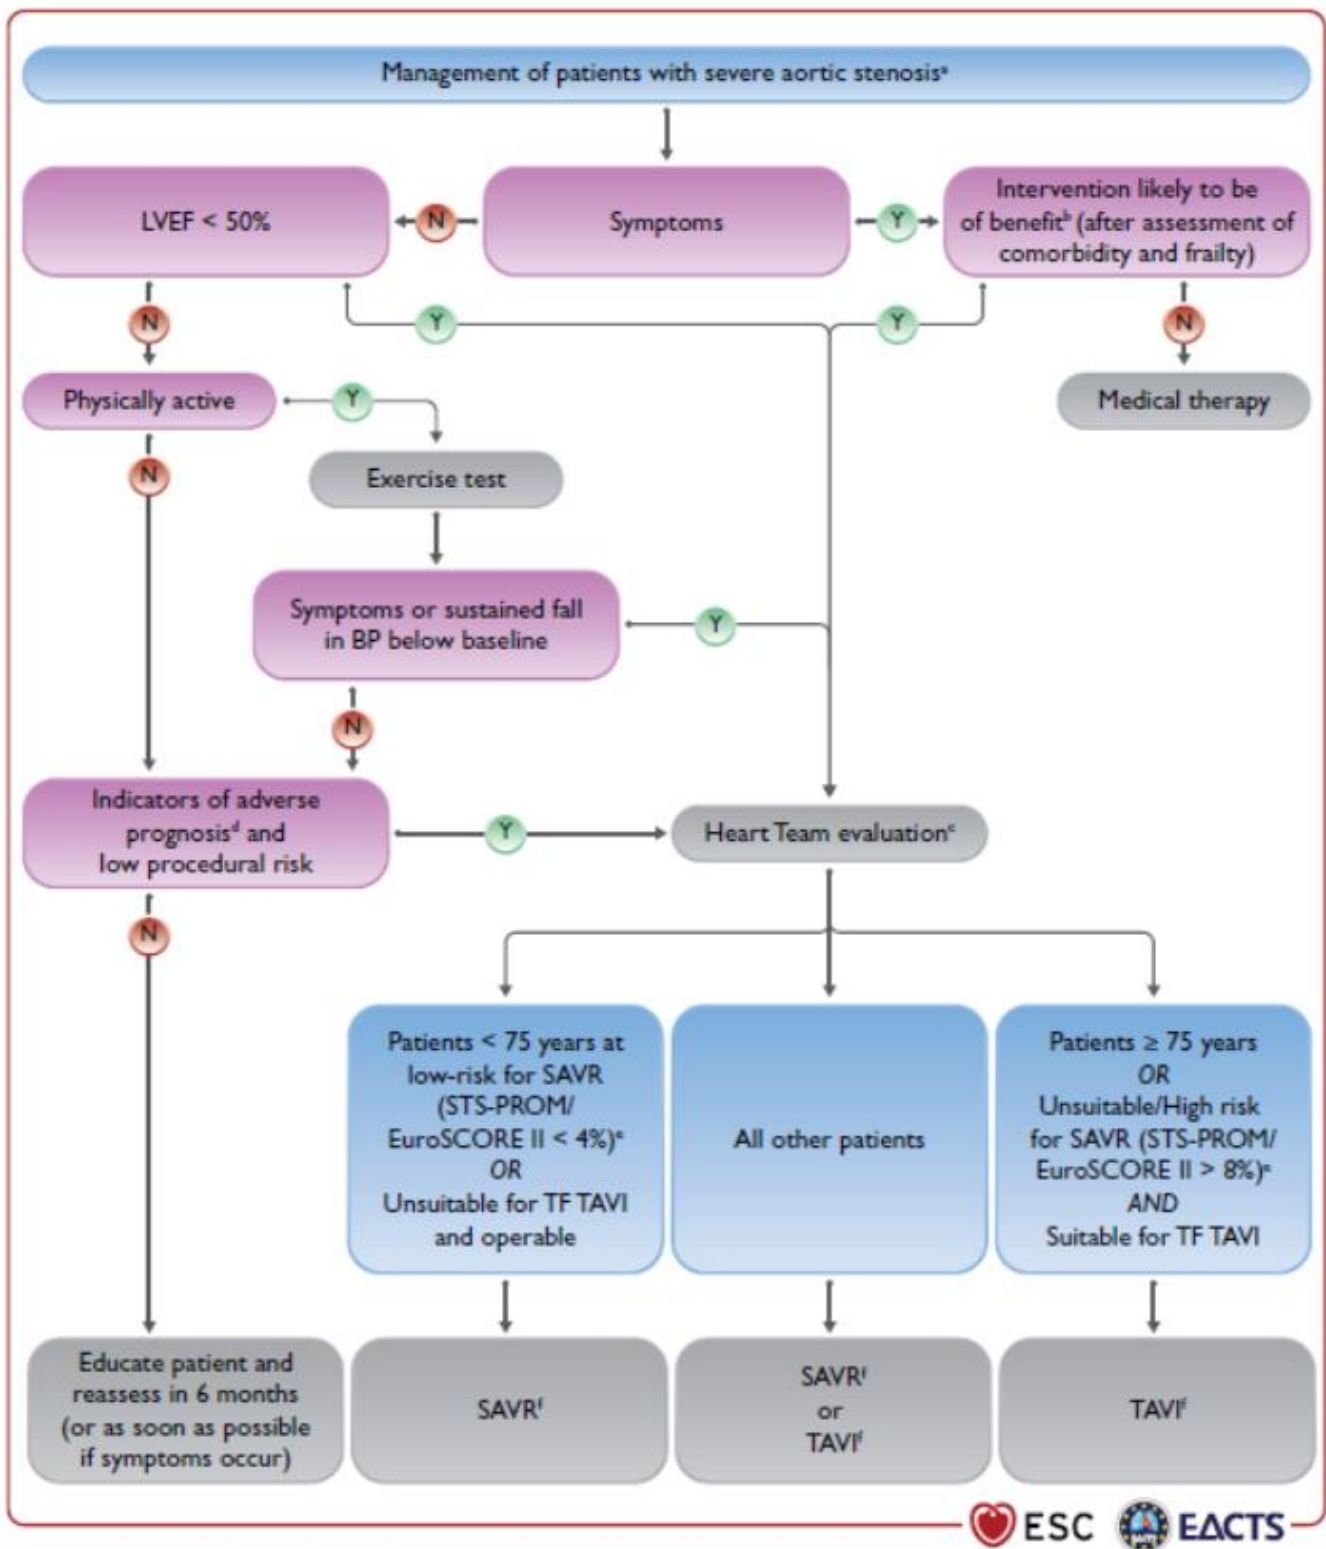 Management of patients with severe aortic stenosisᵃ
LVEF < 50%
N
Symptoms
Y
Intervention likely to be
of benefitᵇ (after assessment of
comorbidity and frailty)
N
Y
Y
N
Physically active
Y
Medical therapy
N
Exercise test
Symptoms or sustained fall
in BP below baseline
Y
N
Indicators of adverse
prognosisᵈ and
low procedural risk
Y
Heart Team evaluationᶜ
N
Patients < 75 years at
low-risk for SAVR
(STS-PROM/
EuroSCORE II < 4%)ᵉ
OR
Unsuitable for TF TAVI
and operable
All other patients
Patients ≥ 75 years
OR
Unsuitable/High risk
for SAVR (STS-PROM/
EuroSCORE II > 8%)ᵉ
AND
Suitable for TF TAVI
Educate patient and
reassess in 6 months
(or as soon as possible
if symptoms occur)
SAVRᶠ
SAVRᶠ
or
TAVIᶠ
TAVIᶠ
ESC
EACTS